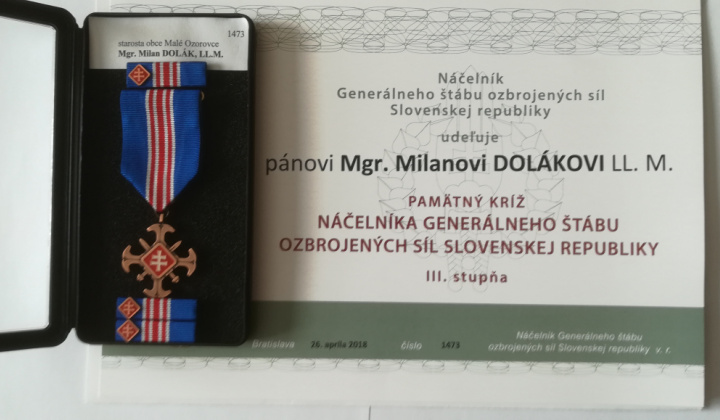 1473
starosta obce Malé Ozorovce
Mgr. Milan DOLÁK, LL.M.
Náčelník
Generálneho štábu ozbrojených síl
Slovenskej republiky
udeľuje
pánovi Mgr. Milanovi DOLÁKOVI LL. M.
PAMÄTNÝ KRÍŽ
NÁČELNÍKA GENERÁLNEHO ŠTÁBU
OZBROJENÝCH SÍL SLOVENSKEJ REPUBLIKY
III. stupňa
Bratislava 26. apríla 2018 číslo 1473
Náčelník Generálneho štábu
ozbrojených síl Slovenskej republiky v. r.